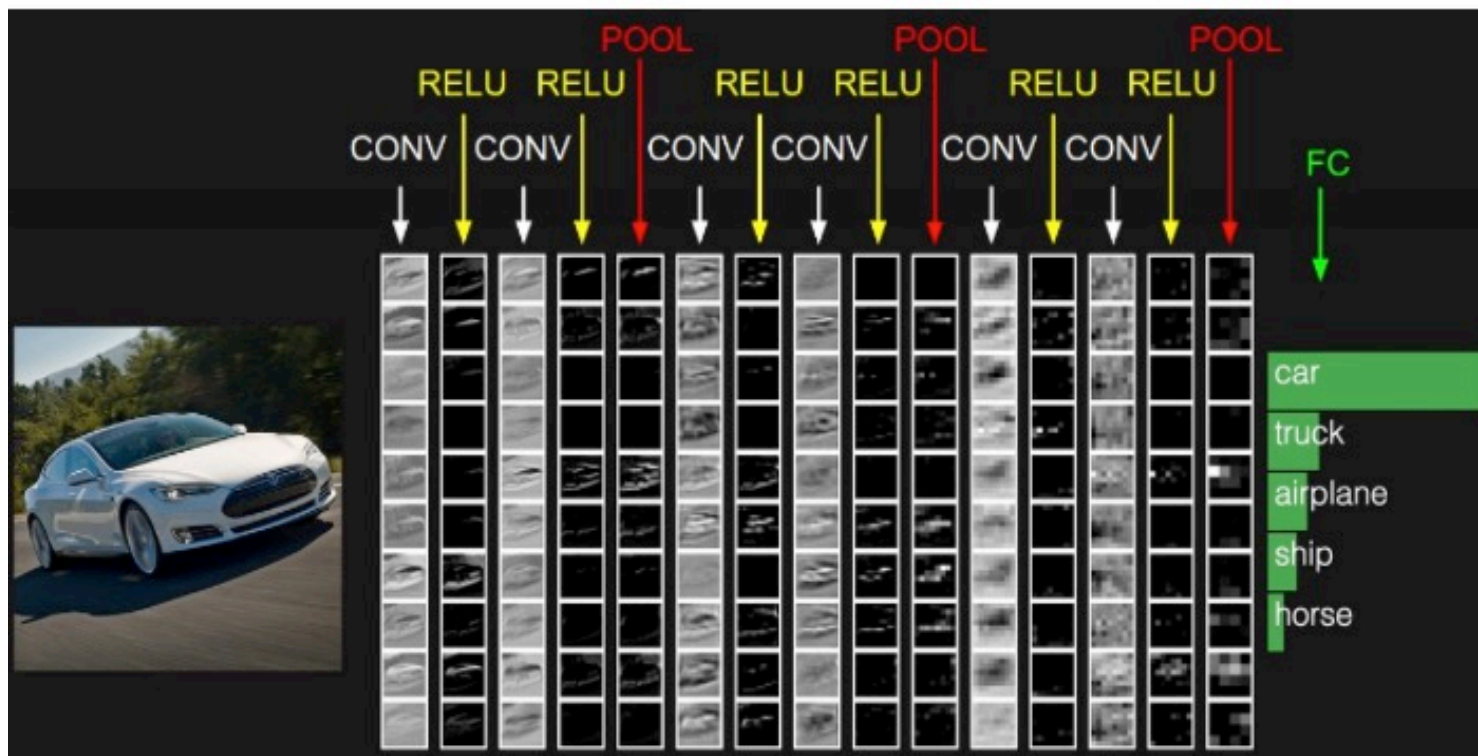 POOL POOL POOL
RELU RELU RELU RELU RELU RELU
CONV CONV CONV CONV CONV CONV
FC
car
truck
airplane
ship
horse